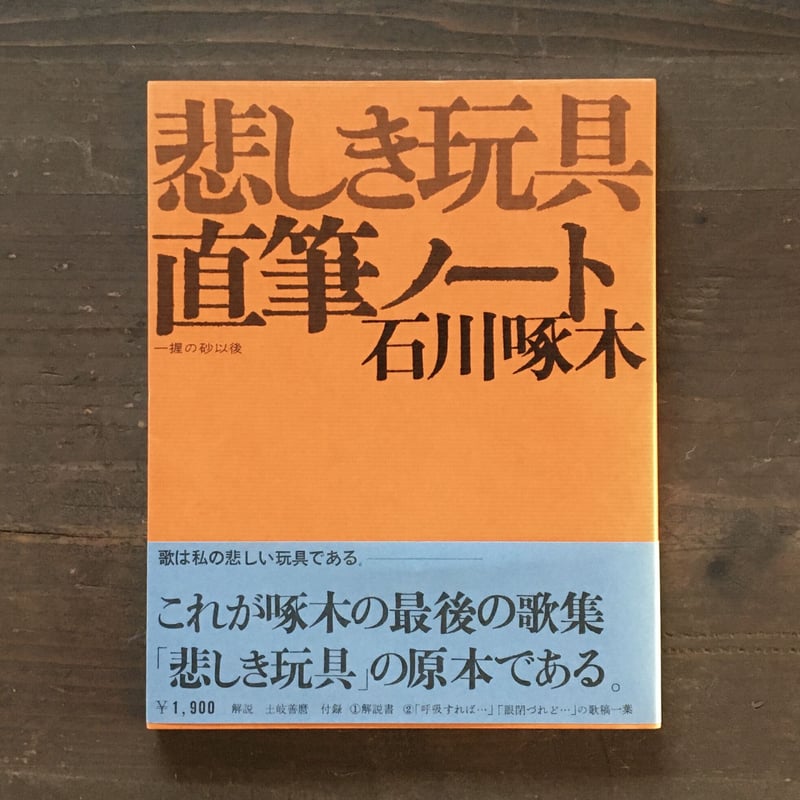 悲しき玩具
直筆ノート
石川啄木
一握の砂以後
歌は私の悲しい玩具である。
これが啄木の最後の歌集
「悲しき玩具」の原本である。
¥1,900 解説 土岐善麿 付録 ①解説書 ②「呼吸すれば…」「眼閉づれど…」の歌稿一葉